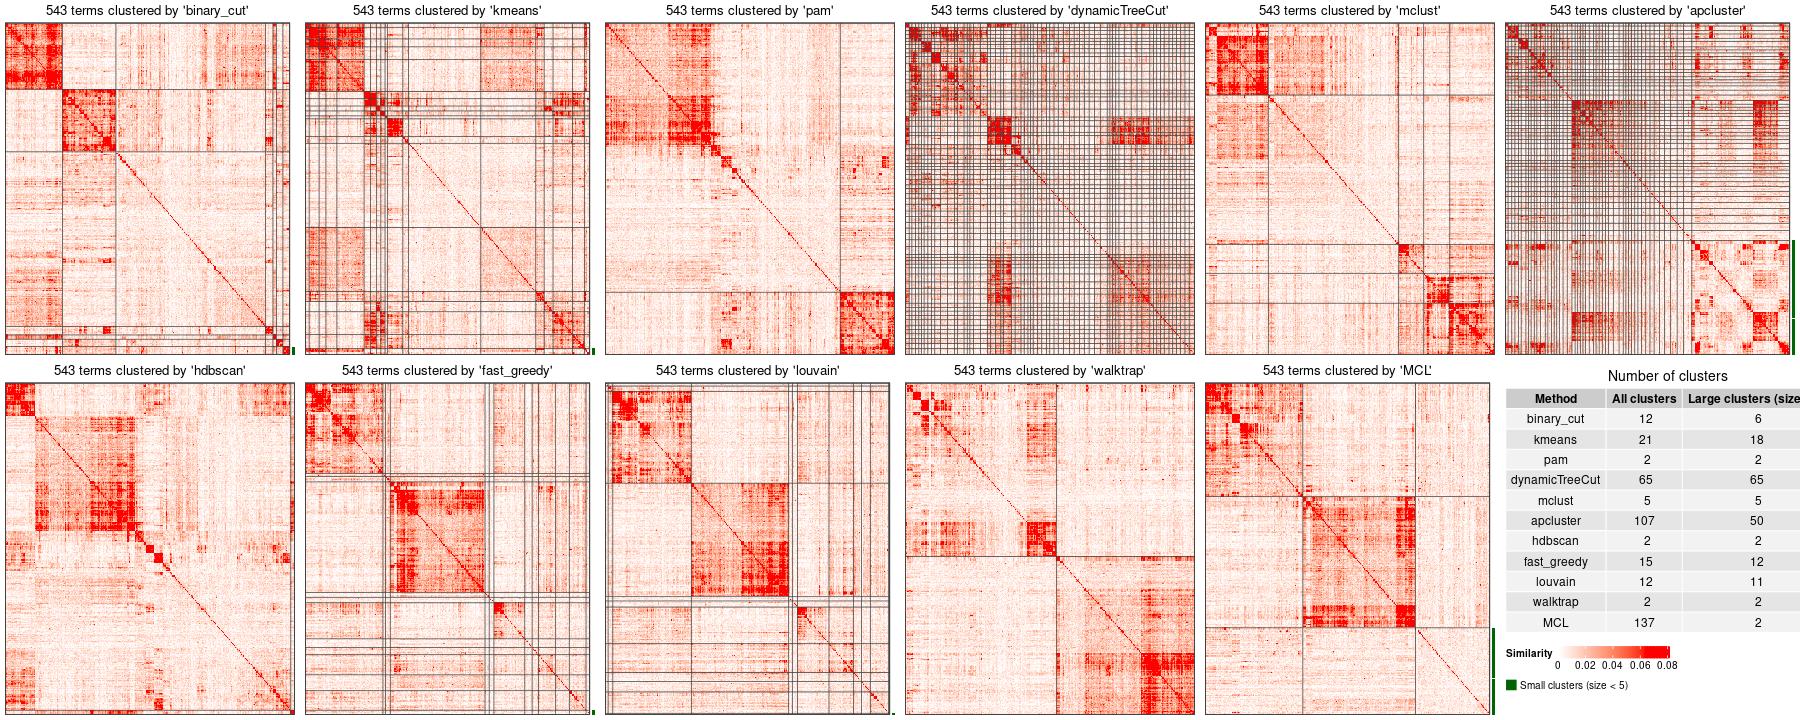 543 terms clustered by 'binary_cut'
543 terms clustered by 'kmeans'
543 terms clustered by 'pam'
543 terms clustered by 'dynamicTreeCut'
543 terms clustered by 'mclust'
543 terms clustered by 'apcluster'
543 terms clustered by 'hdbscan'
543 terms clustered by 'fast_greedy'
543 terms clustered by 'louvain'
543 terms clustered by 'walktrap'
543 terms clustered by 'MCL'
Number of clusters
Method All clusters Large clusters (size
binary_cut 12 6
kmeans 21 18
pam 2 2
dynamicTreeCut 65 65
mclust 5 5
apcluster 107 50
hdbscan 2 2
fast_greedy 15 12
louvain 12 11
walktrap 2 2
MCL 137 2
Similarity
0 0.02 0.04 0.06 0.08
Small clusters (size < 5)